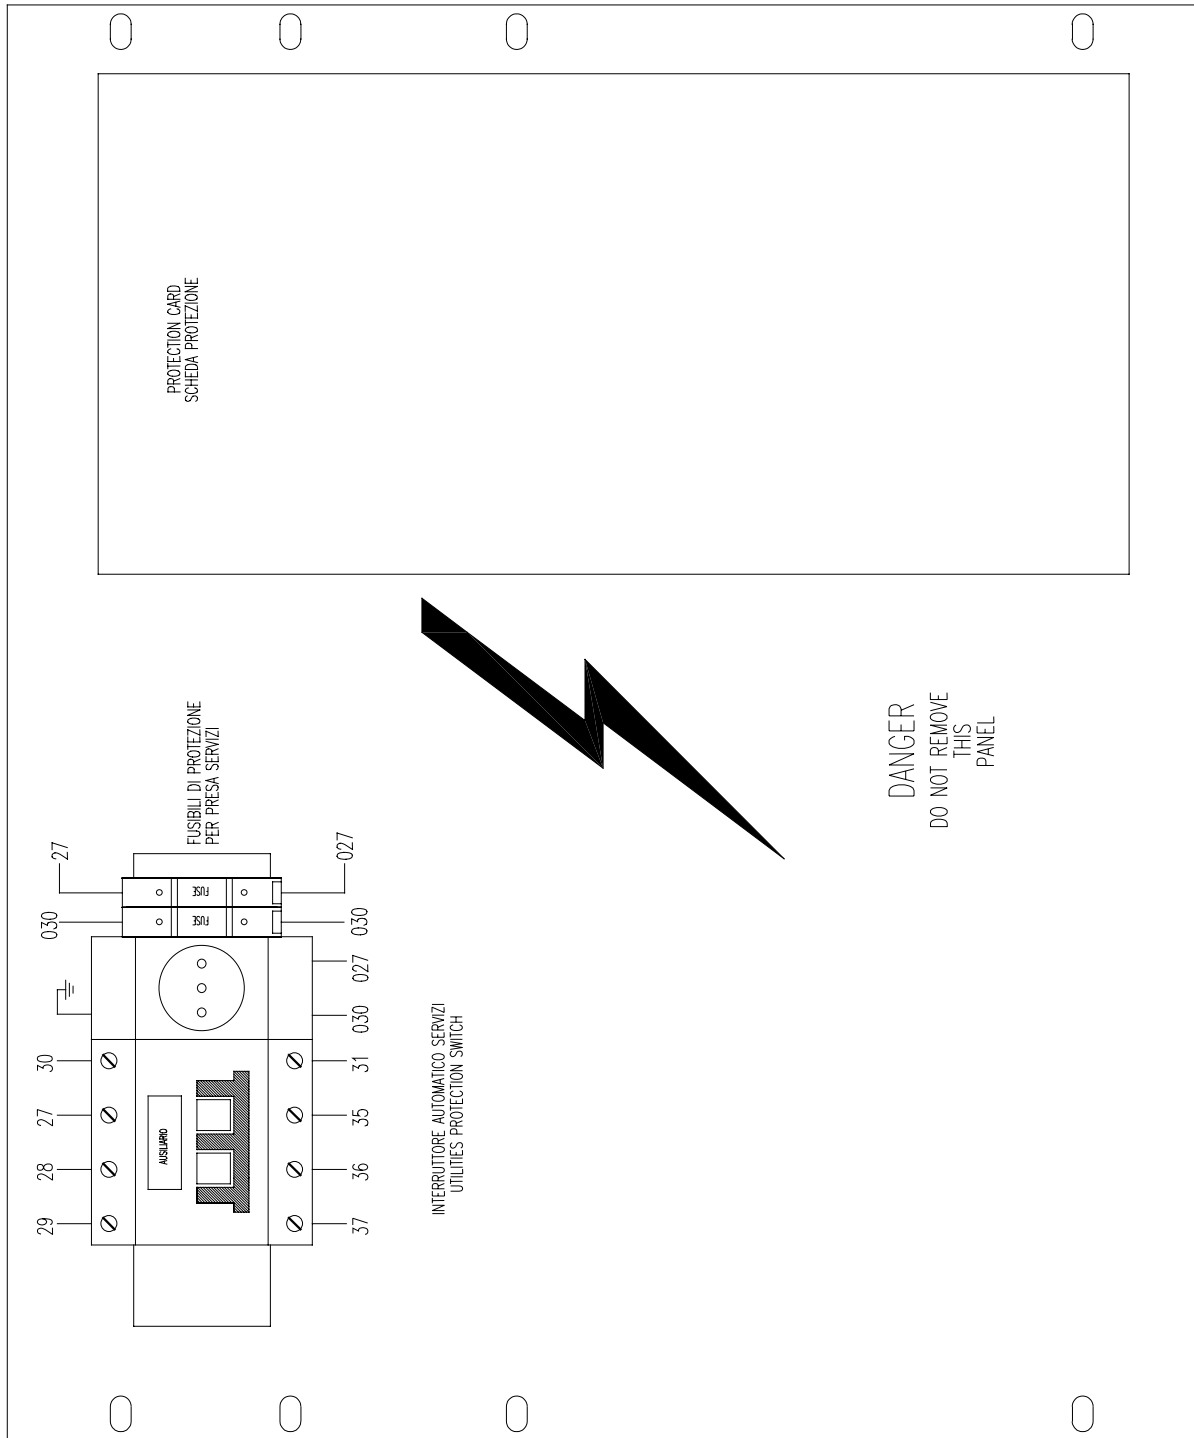 29 28 27 30 030 27
PROTECTION CARD
SCHEDA PROTEZIONE
AUSILIARIO
FUSE FUSE
FUSIBILI DI PROTEZIONE
PER PRESA SERVIZI
37 36 35 31 030 027 030 027
INTERRUTTORE AUTOMATICO SERVIZI
UTILITIES PROTECTION SWITCH
DANGER
DO NOT REMOVE
THIS
PANEL